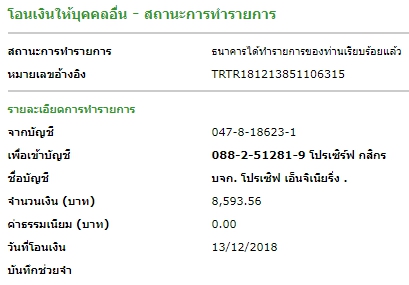 โอนเงินให้บุคคลอื่น - สถานะการทำรายการ
สถานะการทำรายการ ธนาคารได้ทำรายการของท่านเรียบร้อยแล้ว
หมายเลขอ้างอิง TRTR181213851106315
รายละเอียดการทำรายการ
จากบัญชี 047-8-18623-1
เพื่อเข้าบัญชี 088-2-51281-9 โปรเซิร์ฟ กสิกร
ชื่อบัญชี บจก. โปรเซิฟ เอ็นจิเนียริ่ง .
จำนวนเงิน (บาท) 8,593.56
ค่าธรรมเนียม (บาท) 0.00
วันที่โอนเงิน 13/12/2018
บันทึกช่วยจำ